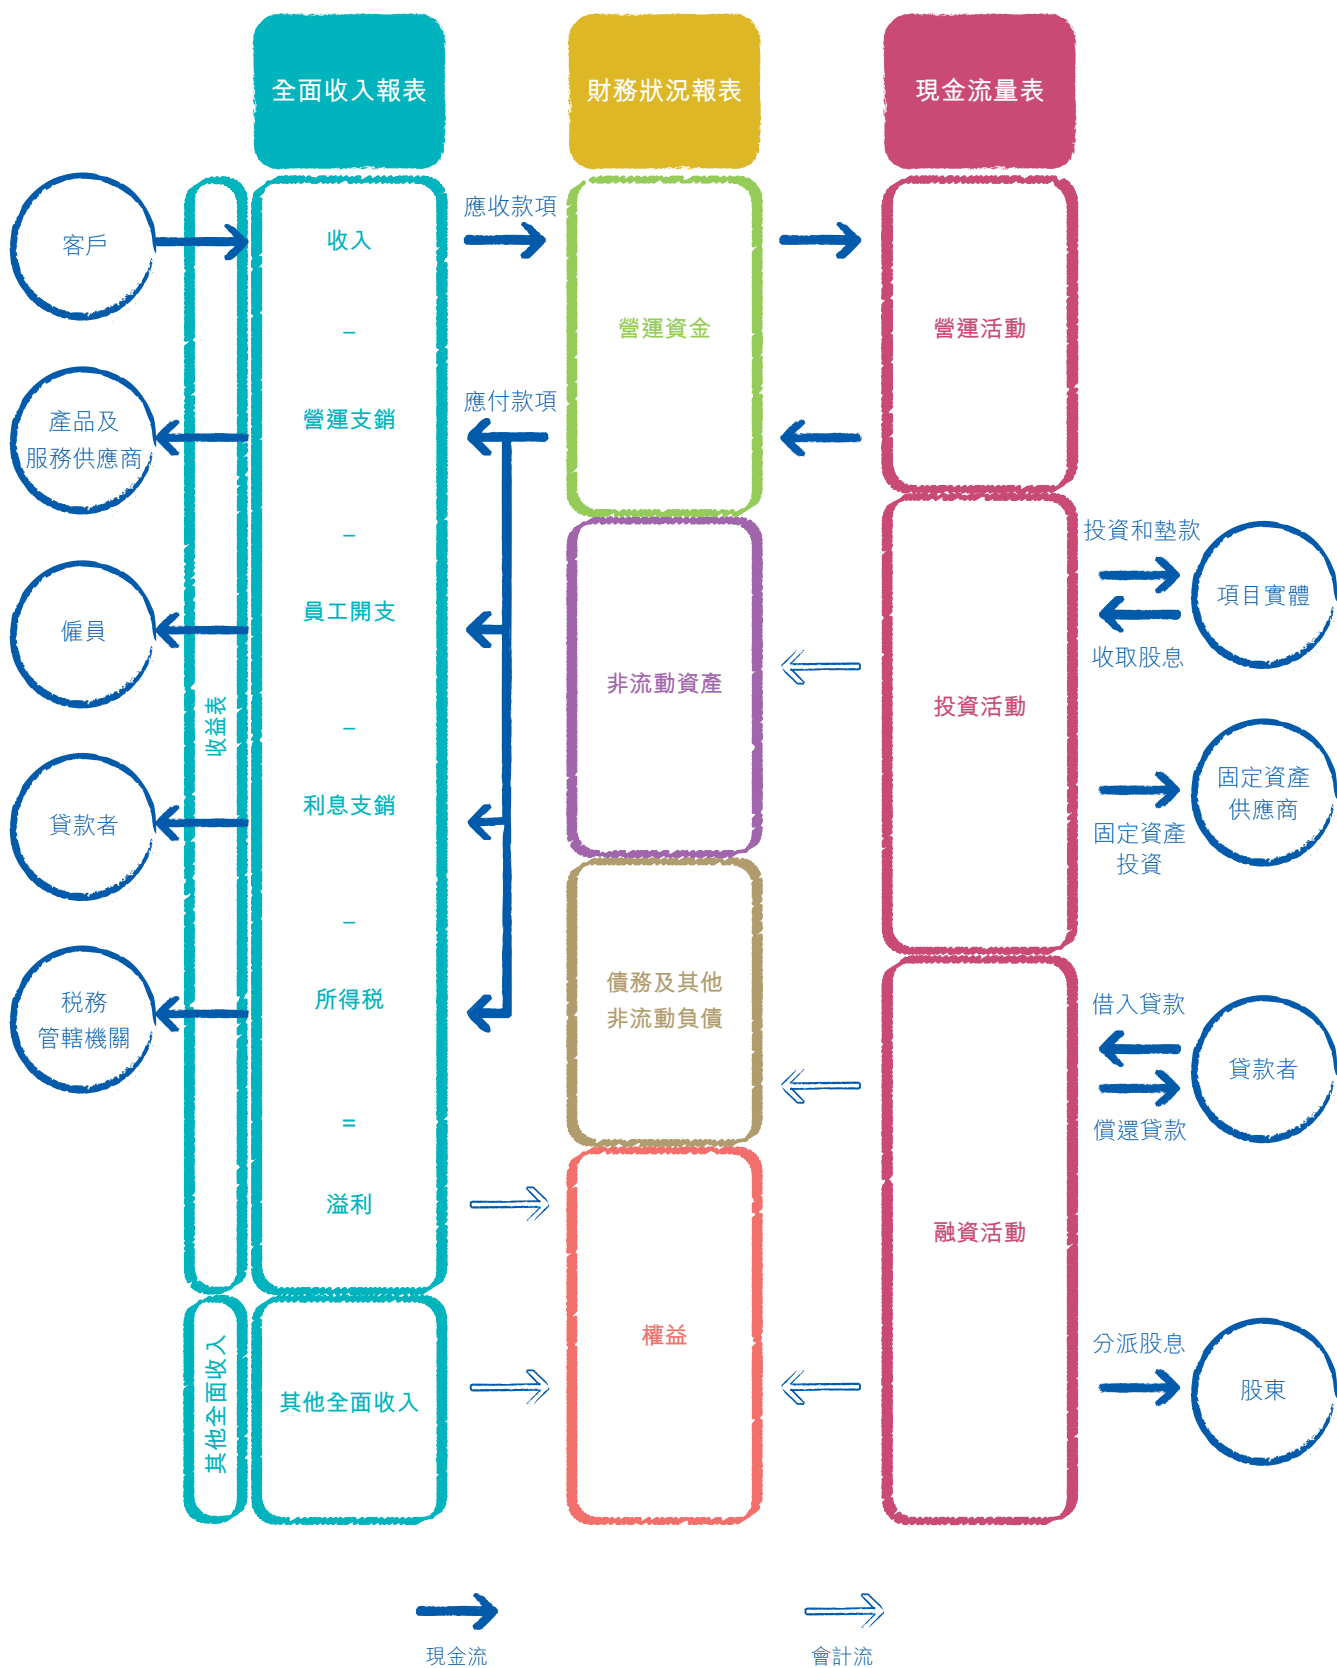 全面收入報表
財務狀況報表
現金流量表
客戶
產品及
服務供應商
僱員
貸款者
税務
管轄機關
收益表
其他全面收入
收入
–
營運支銷
–
員工開支
–
利息支銷
–
所得税
=
溢利
其他全面收入
應收款項
應付款項
營運資金
非流動資產
債務及其他
非流動負債
權益
營運活動
投資活動
融資活動
投資和墊款
收取股息
項目實體
固定資產
投資
固定資產
供應商
借入貸款
償還貸款
貸款者
分派股息
股東
現金流
會計流